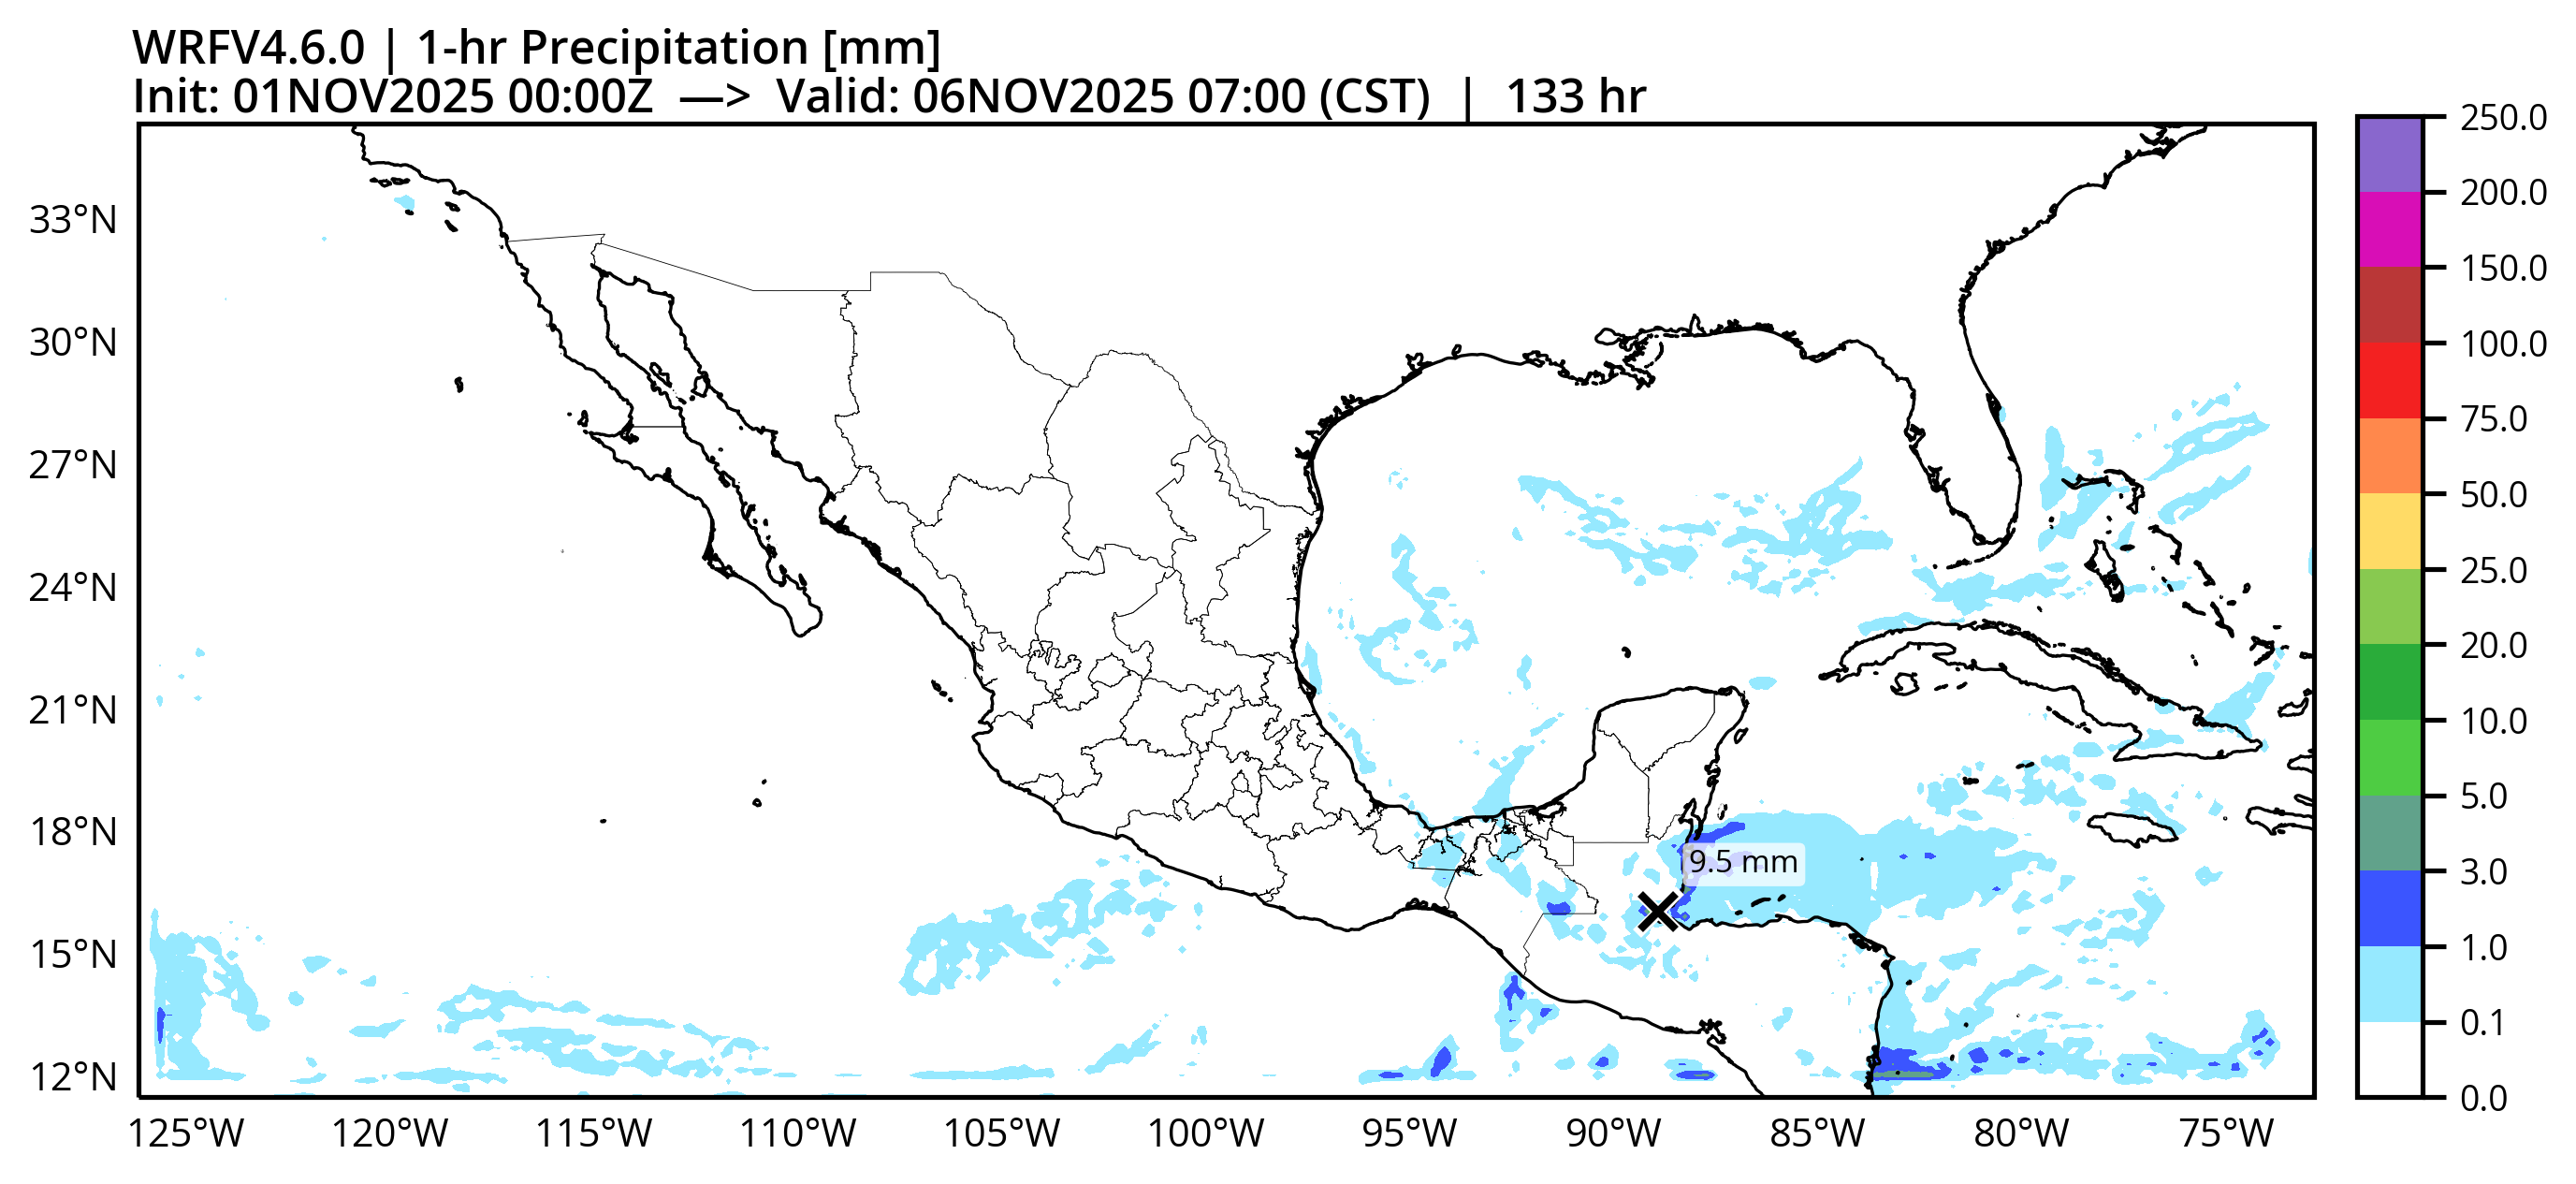 WRFV4.6.0 | 1-hr Precipitation [mm]
Init: 01NOV2025 00:00Z —> Valid: 06NOV2025 07:00 (CST) | 133 hr
33°N
30°N
27°N
24°N
21°N
18°N
15°N
12°N
9.5 mm
125°W 120°W 115°W 110°W 105°W 100°W 95°W 90°W 85°W 80°W 75°W
250.0
200.0
150.0
100.0
75.0
50.0
25.0
20.0
10.0
5.0
3.0
1.0
0.1
0.0